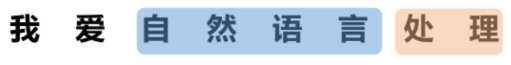 我 爱 自 然 语 言 处 理